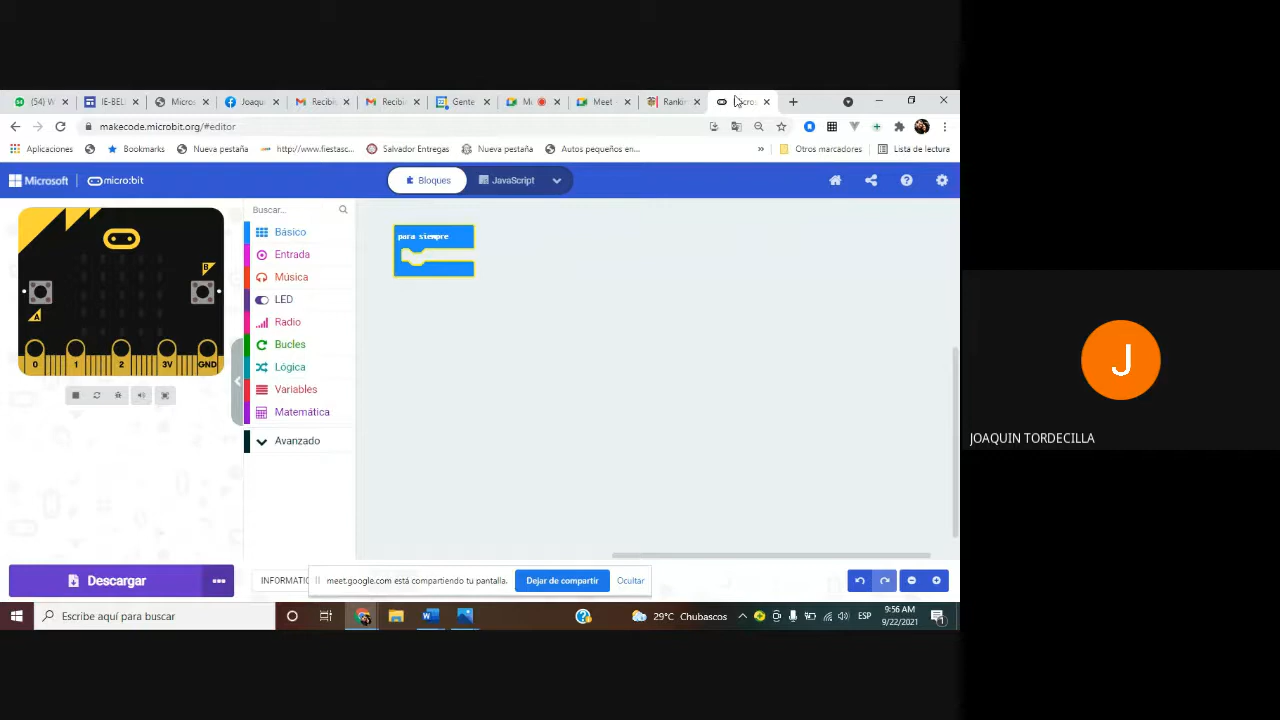 (54) W
IE-BEL
Micros
Joaqu
Recibi
Recibi
Gente
Meet
Rankin
Micros
makecode.microbit.org/#editor
Aplicaciones
Bookmarks
Nueva pestaña
http://www.fiestasc...
Salvador Entregas
Nueva pestaña
Autos pequeños en...
»
Otros marcadores
Lista de lectura
Microsoft
micro:bit
Bloques
JavaScript
Buscar...
para siempre
Básico
Entrada
Música
LED
Radio
Bucles
Lógica
Variables
Matemática
Avanzado
A
B
0 1 2 3V GND
J
JOAQUIN TORDECILLA
Descargar
INFORMATIC
meet.google.com está compartiendo tu pantalla.
Dejar de compartir
Ocultar
Escribe aquí para buscar
29°C Chubascos
ESP
9:56 AM
9/22/2021
1